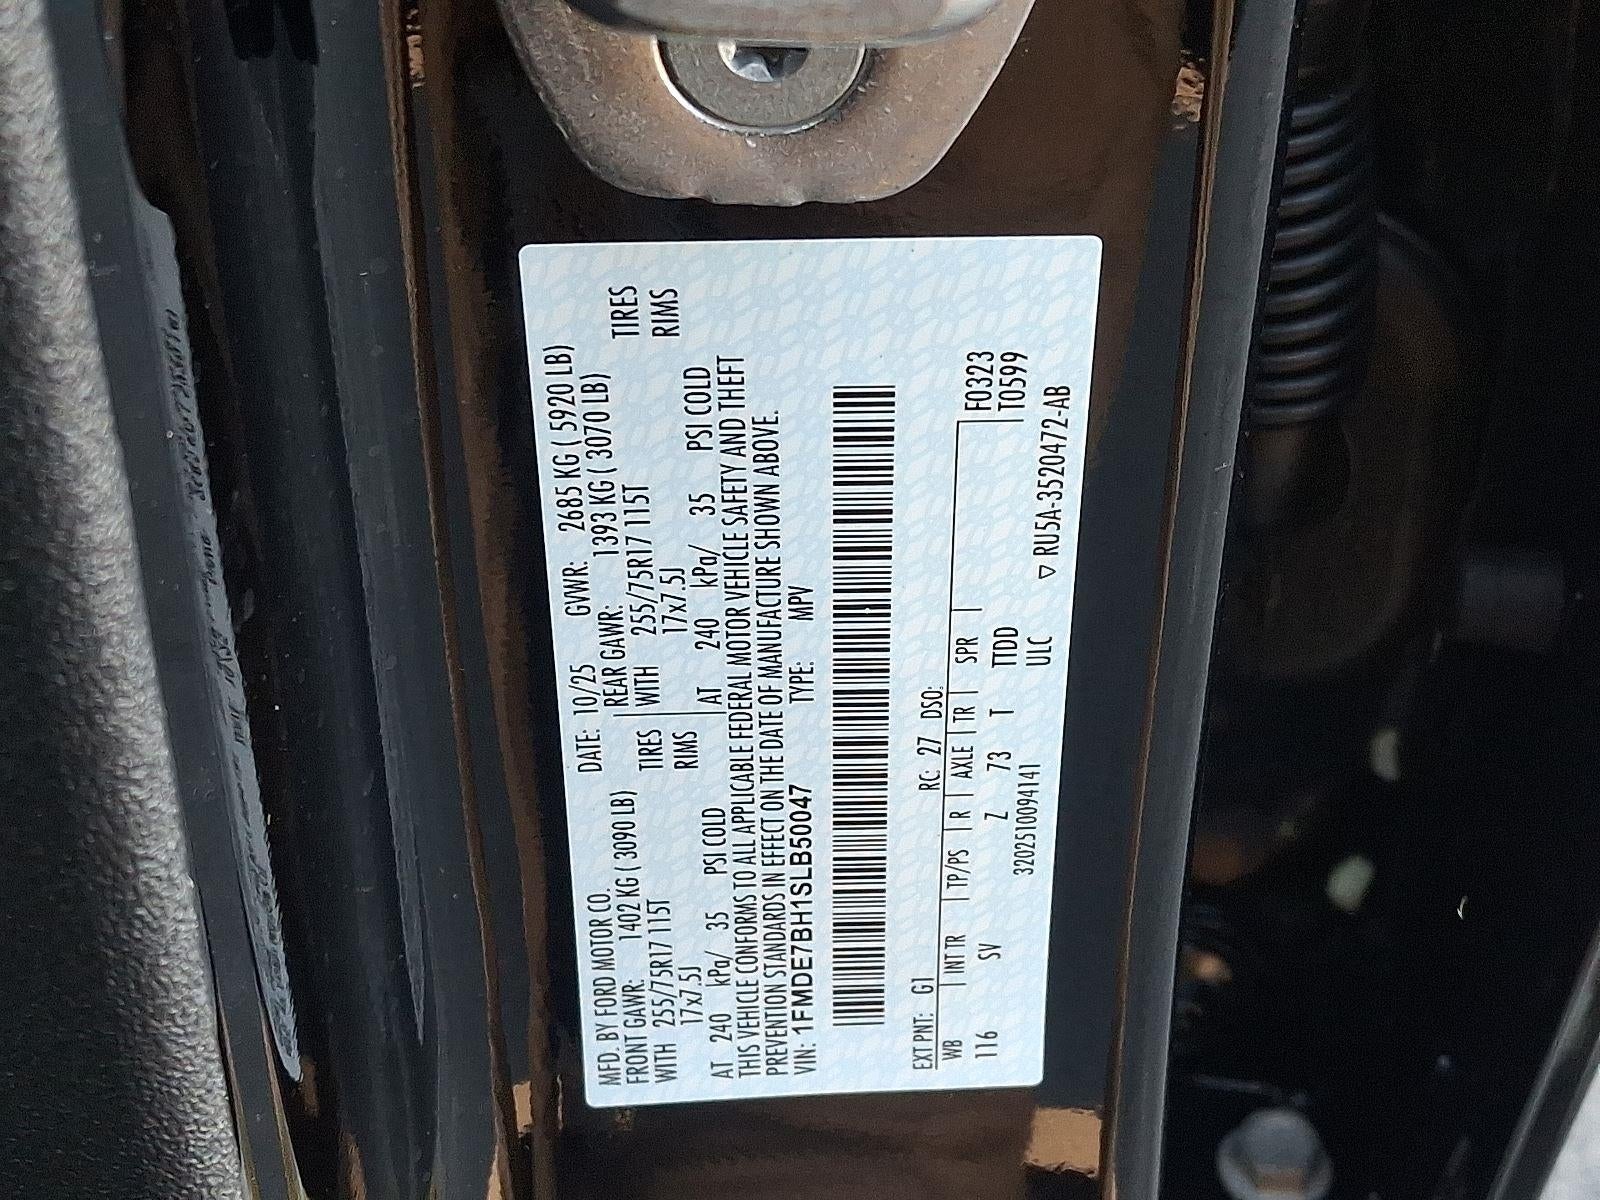 MFD. BY FORD MOTOR CO. DATE: 10/25 GVWR: 2685 KG ( 5920 LB)
FRONT GAWR: 1402 KG ( 3090 LB) REAR GAWR: 1393 KG ( 3070 LB)
WITH 255/75R17 115T TIRES WITH 255/75R17 115T TIRES
17x7.5J RIMS 17x7.5J RIMS
AT 240 kPa/ 35 PSI COLD AT 240 kPa/ 35 PSI COLD
THIS VEHICLE CONFORMS TO ALL APPLICABLE FEDERAL MOTOR VEHICLE SAFETY AND THEFT
PREVENTION STANDARDS IN EFFECT ON THE DATE OF MANUFACTURE SHOWN ABOVE.
VIN: 1FMDE7BH1SLB50047 TYPE: MPV
EXT PNT: G1 RC: 27 DSO:
WB INT TR TP/PS R AXLE TR SPR F0323
116 SV Z 73 T TTDD T0599
3202510094141 ULC ▽ RU5A-3520472-AB